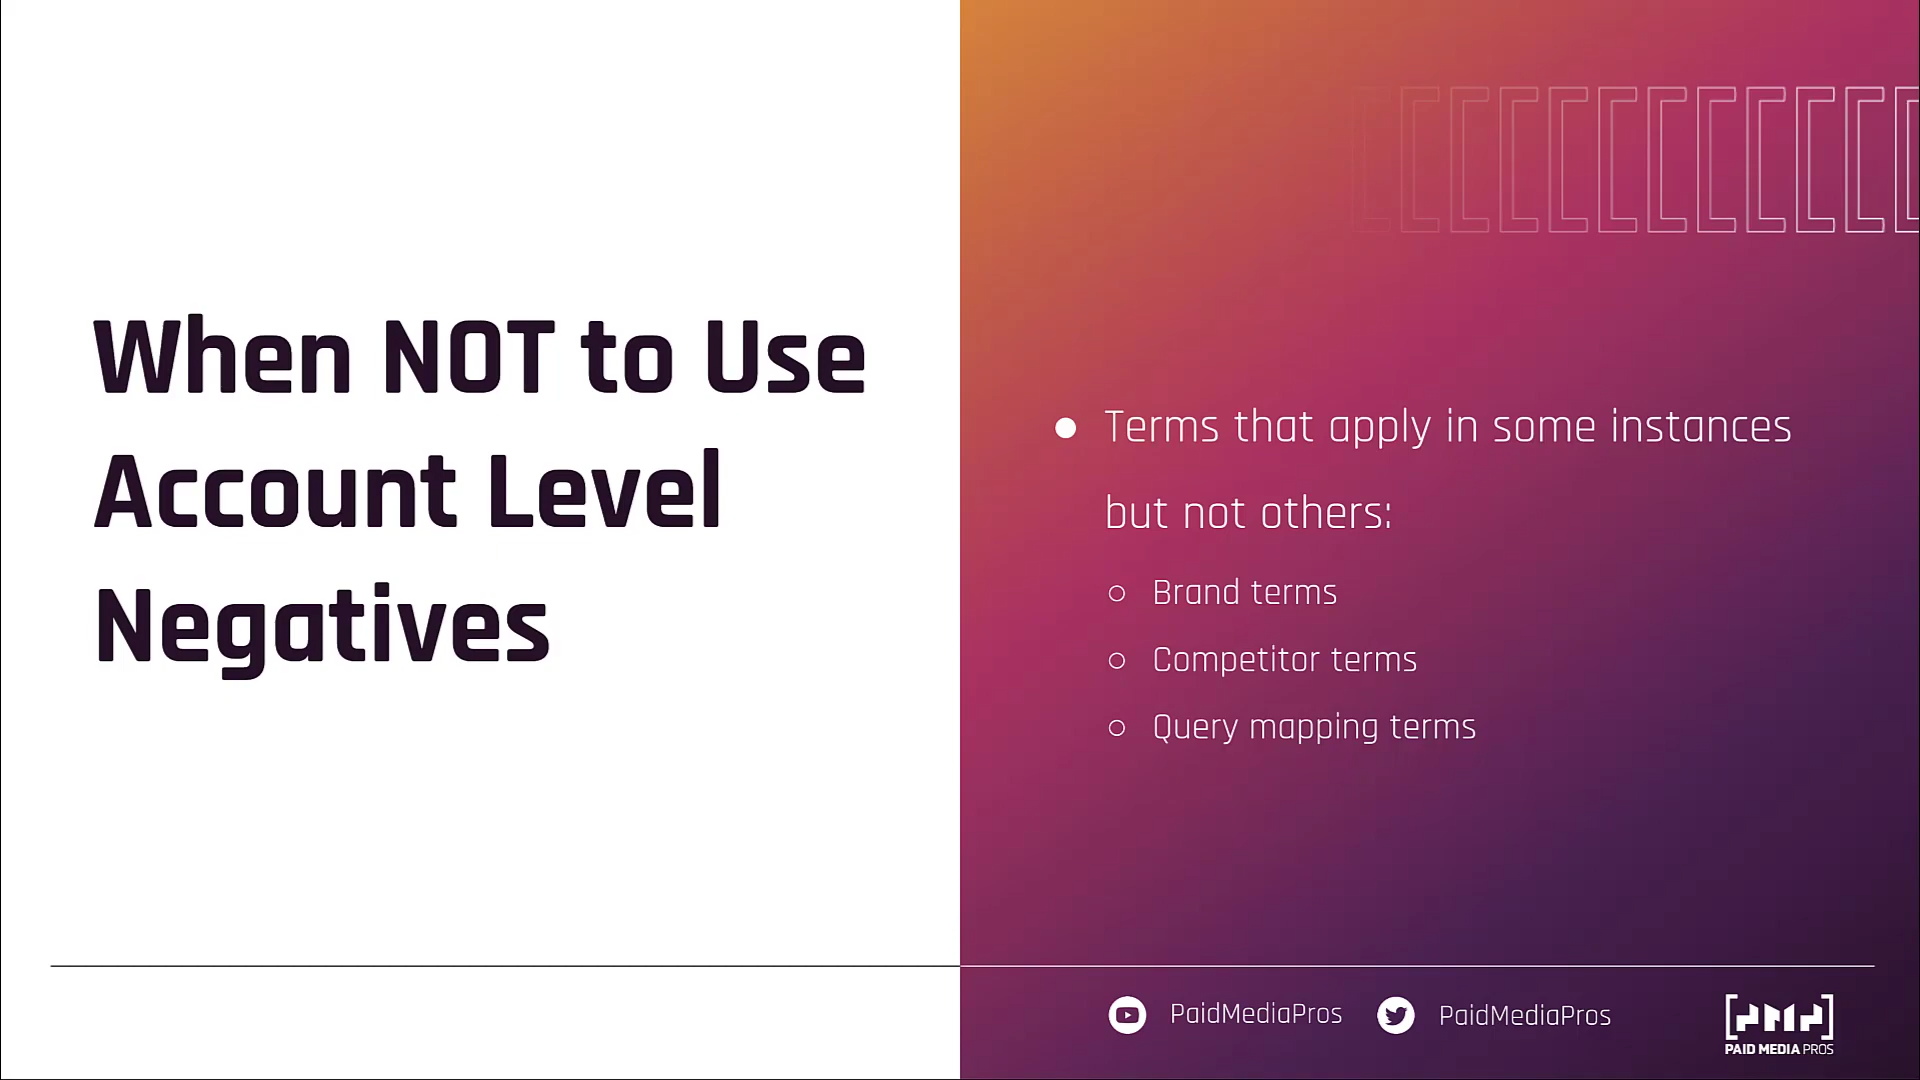 When NOT to Use
Account Level
Negatives
● Terms that apply in some instances
but not others:
○ Brand terms
○ Competitor terms
○ Query mapping terms
PaidMediaPros
PaidMediaPros
[PMP]
PAID MEDIA PROS